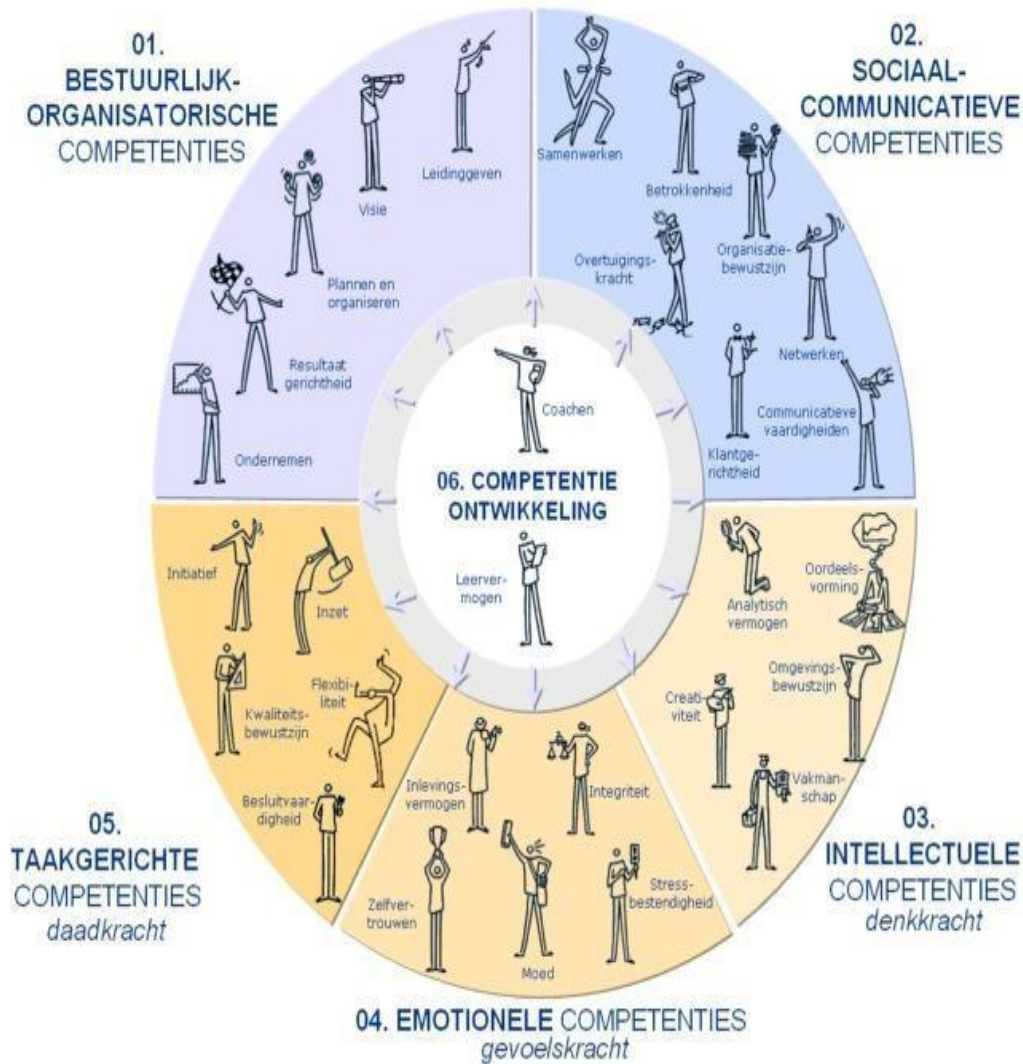 01.
BESTUURLIJK-
ORGANISATORISCHE
COMPETENTIES
Leidinggeven
Visie
Plannen en
organiseren
Resultaat
gerichtheid
Ondernemen
02.
SOCIAAL-
COMMUNICATIEVE
COMPETENTIES
Samenwerken
Betrokkenheid
Organisatie-
bewustzijn
Overtuigings-
kracht
Netwerken
Communicatieve
vaardigheiden
Klantge-
richtheid
Coachen
06. COMPETENTIE
ONTWIKKELING
Leerver-
mogen
Oordeels-
vorming
Analytisch
vermogen
Omgevings-
bewustzijn
Creati-
viteit
Vakman-
schap
03.
INTELLECTUELE
COMPETENTIES
denkkracht
Inlevings-
vermogen
Integriteit
Zelfver-
trouwen
Moed
Stress-
bestendigheid
04. EMOTIONELE COMPETENTIES
gevoelskracht
Initiatief
Inzet
Kwaliteits-
bewustzijn
Flexibi-
liteit
Besluitvaar-
digheid
05.
TAAKGERICHTE
COMPETENTIES
daadkracht